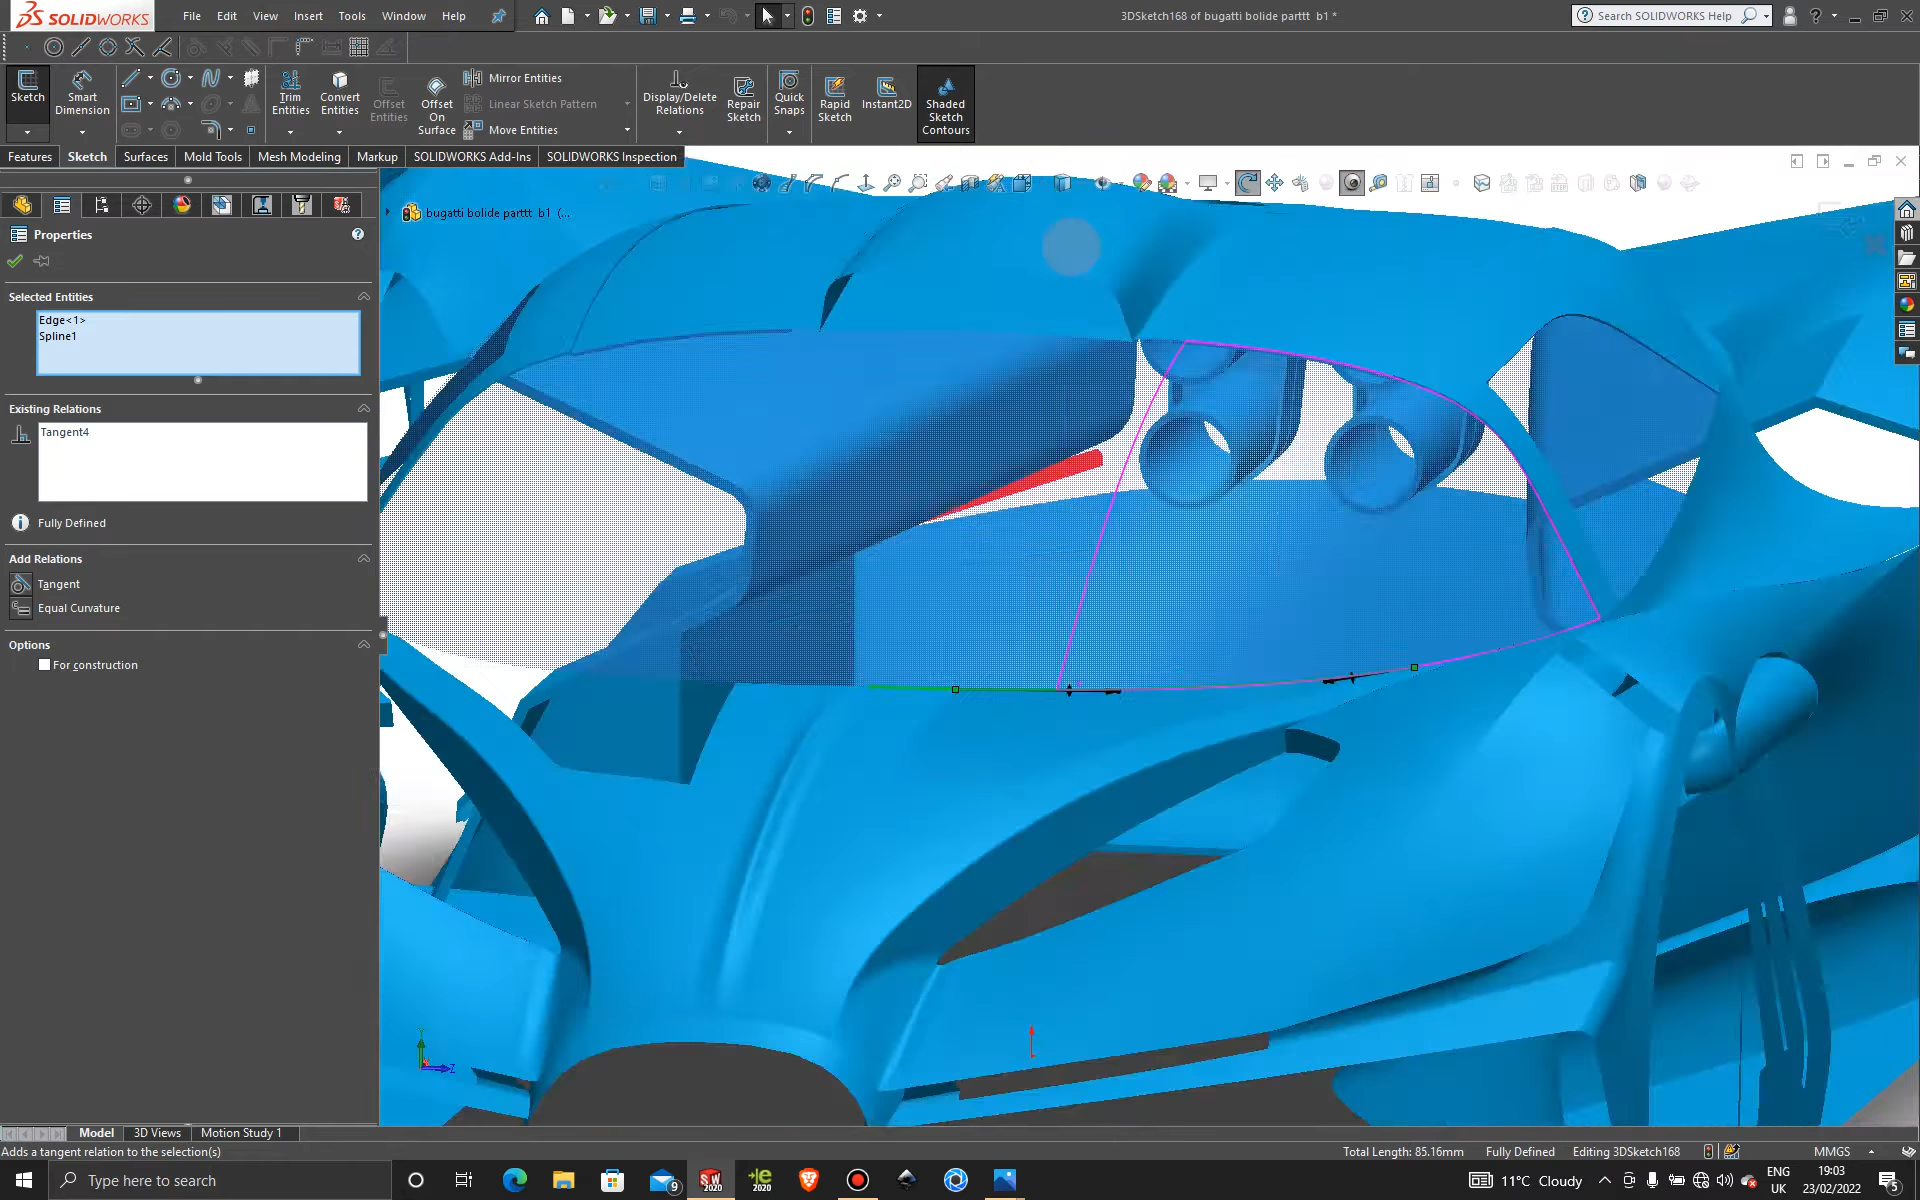 SOLIDWORKS
File Edit View Insert Tools Window Help
3DSketch168 of bugatti bolide parttt b1 *
Search SOLIDWORKS Help
Sketch
Smart Dimension
Trim Entities
Convert Entities
Offset Entities
Offset On Surface
Mirror Entities
Linear Sketch Pattern
Move Entities
Display/Delete Relations
Repair Sketch
Quick Snaps
Rapid Sketch
Instant2D
Shaded Sketch Contours
Features Sketch Surfaces Mold Tools Mesh Modeling Markup SOLIDWORKS Add-Ins SOLIDWORKS Inspection
bugatti bolide parttt b1 (...
Properties
Selected Entities
Edge<1>
Spline1
Existing Relations
Tangent4
Fully Defined
Add Relations
Tangent
Equal Curvature
Options
For construction
Y
Z
Model 3D Views Motion Study 1
Adds a tangent relation to the selection(s)
Total Length: 85.16mm Fully Defined Editing 3DSketch168 MMGS
Type here to search
9
SW 2020
e 2020
11°C Cloudy
ENG
UK
19:03
23/02/2022
5